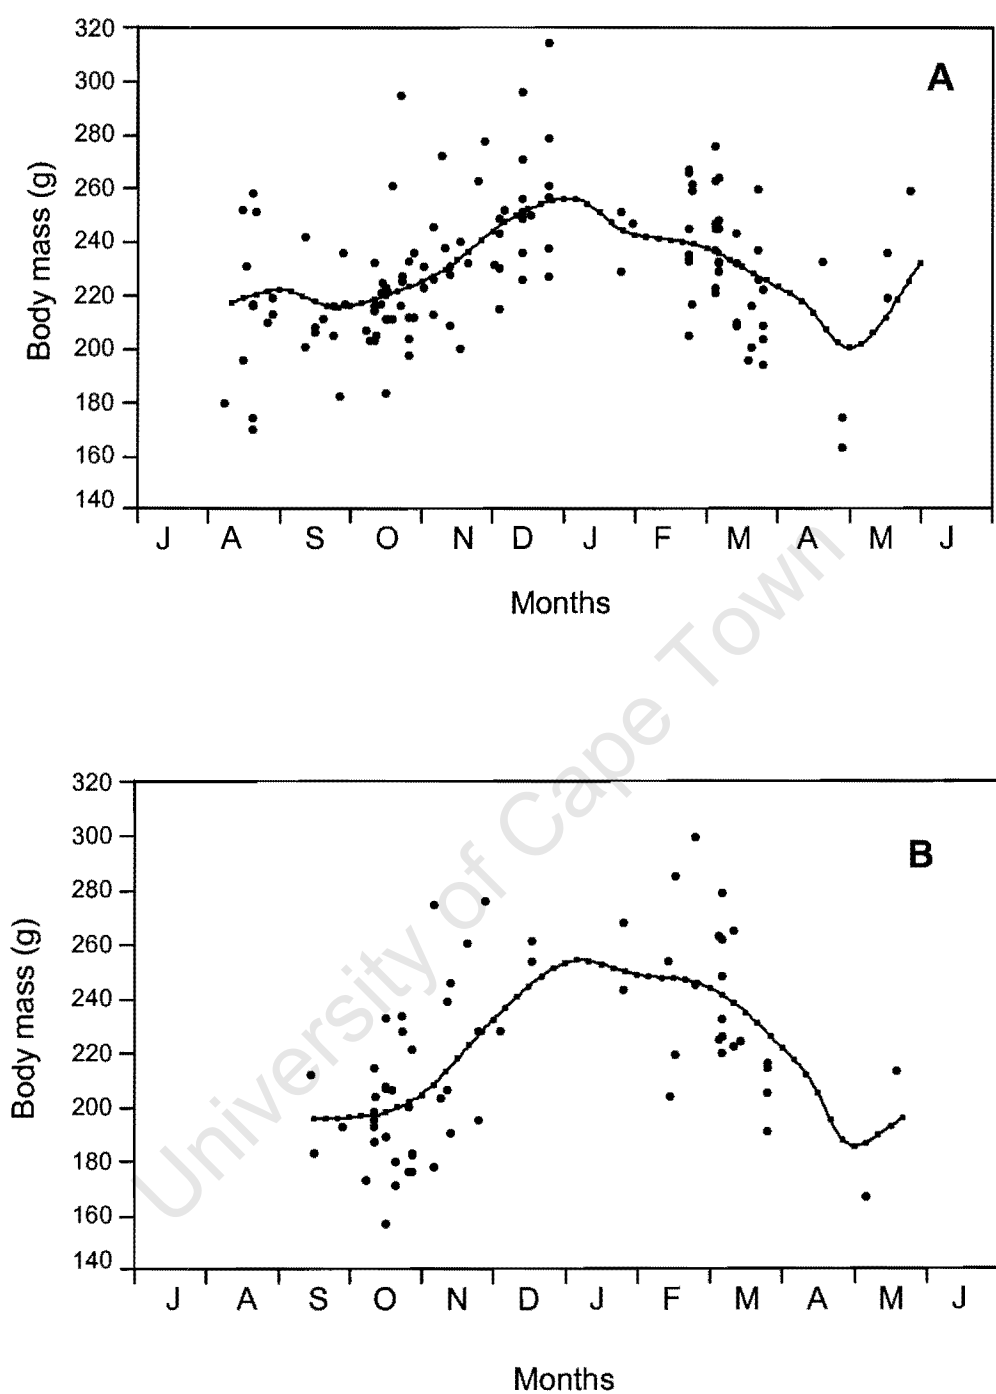 320
300
280
260
240
220
200
180
160
140
Body mass (g)
A
J A S O N D J F M A M J
Months
320
300
280
260
240
220
200
180
160
140
Body mass (g)
B
J A S O N D J F M A M J
Months
University of Cape Town